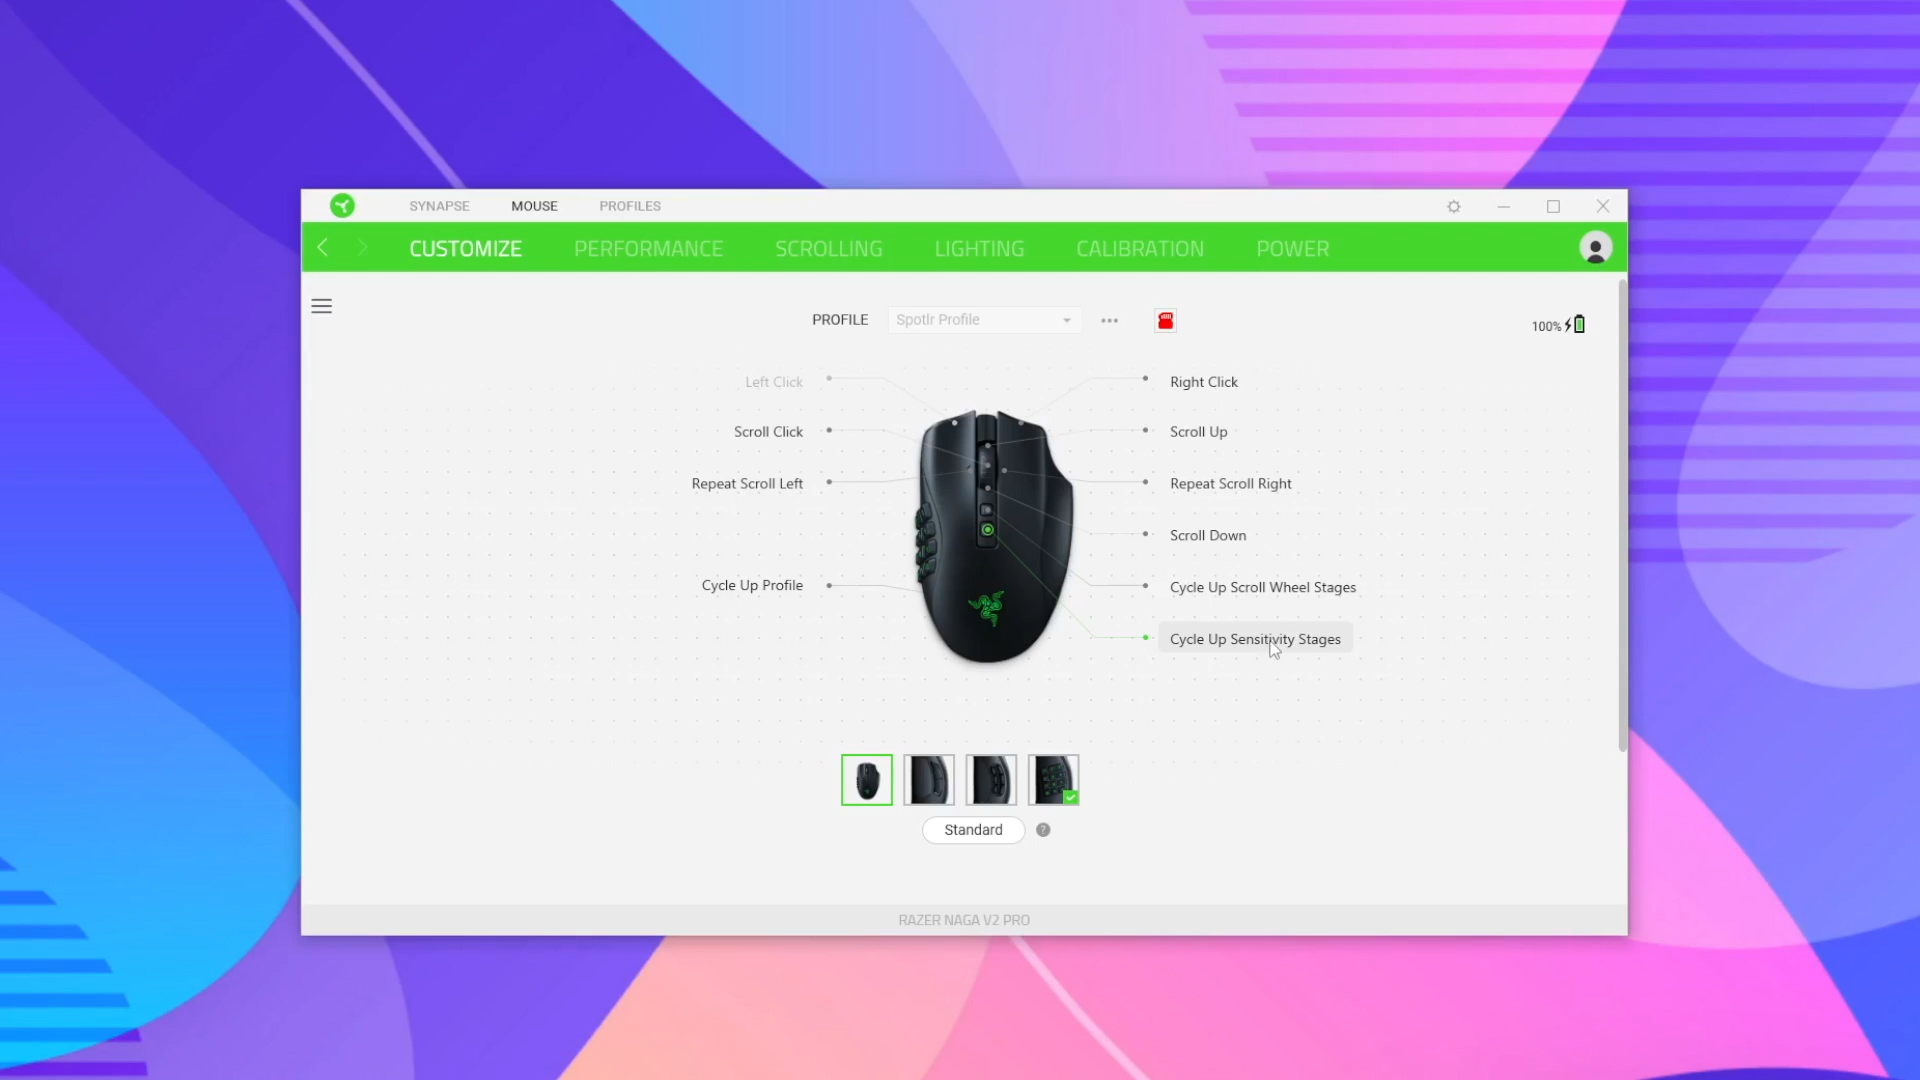 SYNAPSE MOUSE PROFILES
CUSTOMIZE PERFORMANCE SCROLLING LIGHTING CALIBRATION POWER
PROFILE Spotlr Profile
100%
Left Click
Right Click
Scroll Click
Scroll Up
Repeat Scroll Left
Repeat Scroll Right
Scroll Down
Cycle Up Profile
Cycle Up Scroll Wheel Stages
Cycle Up Sensitivity Stages
Standard ?
RAZER NAGA V2 PRO